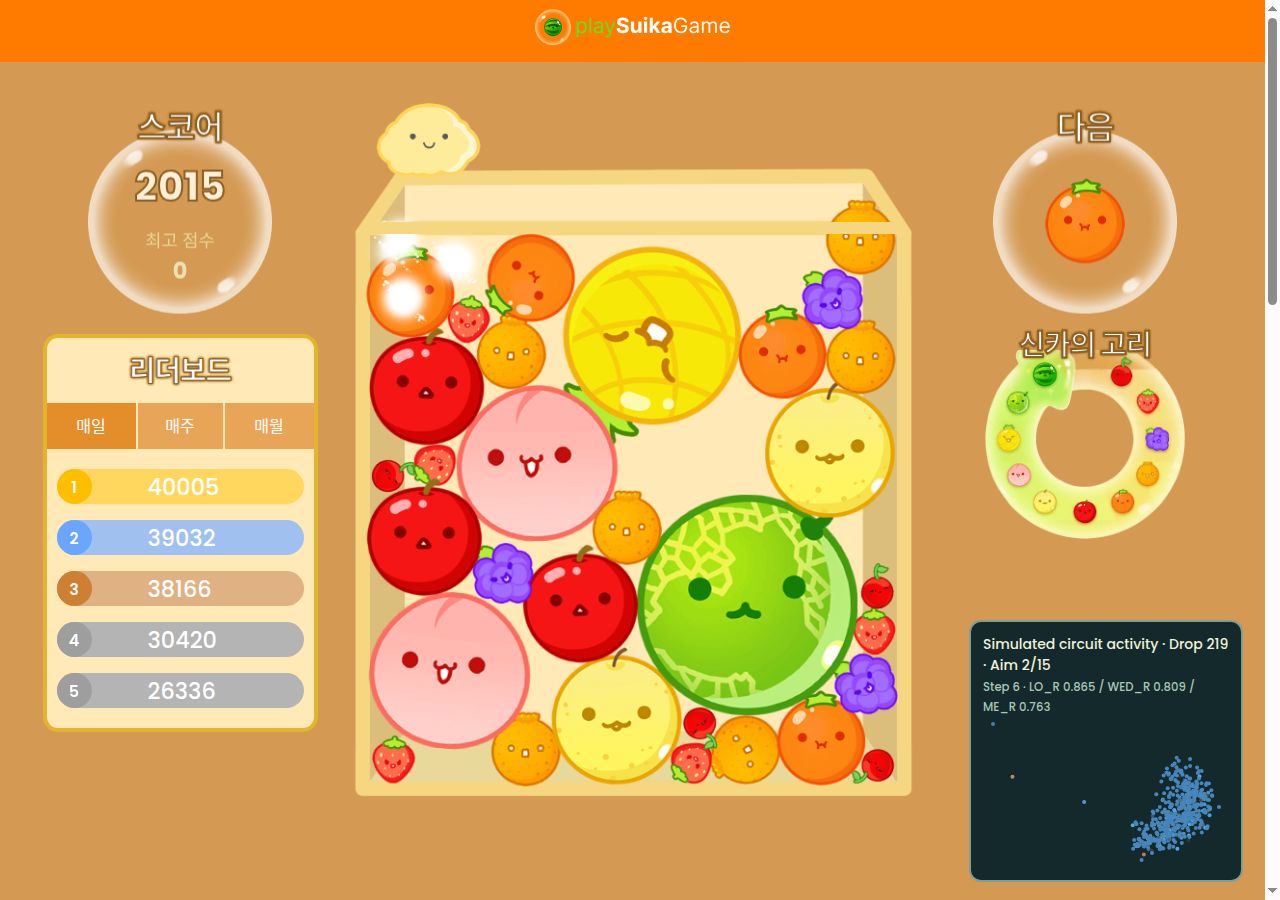 playSuikaGame
스코어
2015
최고 점수
0
다음
신카의 고리
리더보드
매일 매주 매월
1 40005
2 39032
3 38166
4 30420
5 26336
Simulated circuit activity · Drop 219
· Aim 2/15
Step 6 · LO_R 0.865 / WED_R 0.809 /
ME_R 0.763